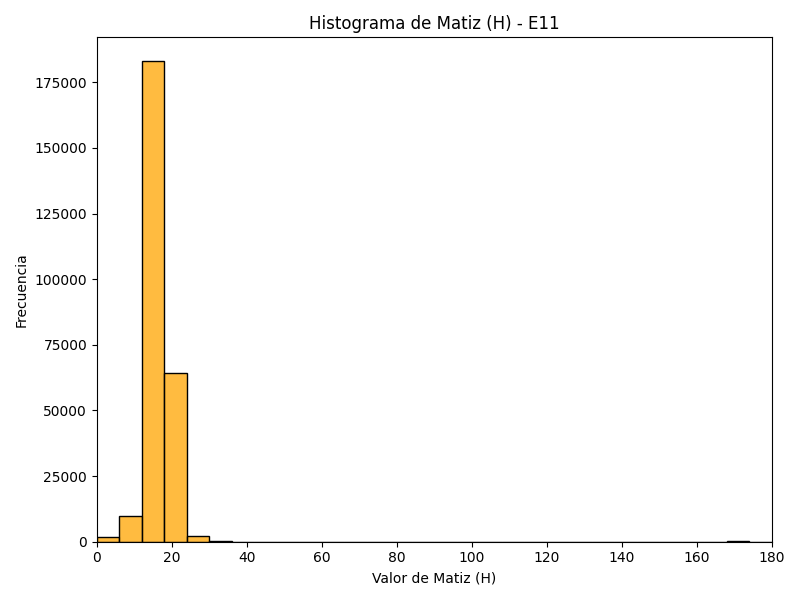 Histograma de Matiz (H) - E11
Frecuencia
175000
150000
125000
100000
75000
50000
25000
0
0 20 40 60 80 100 120 140 160 180
Valor de Matiz (H)